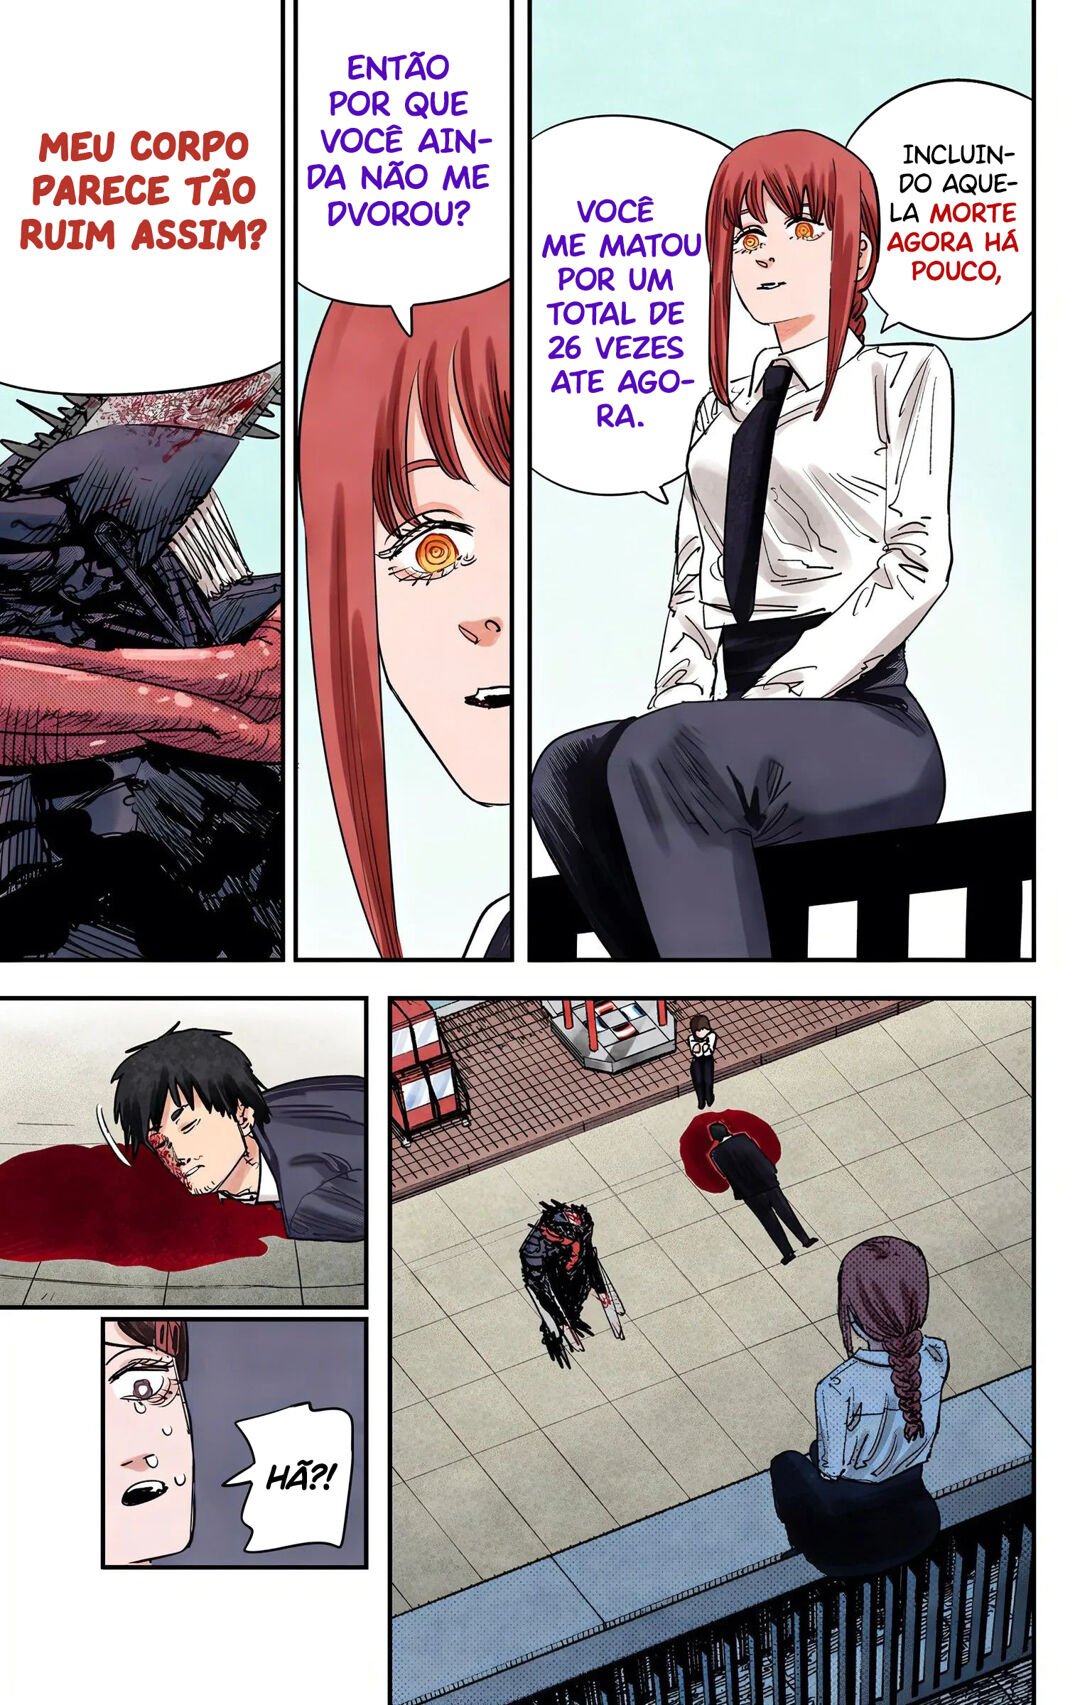 INCLUIN-
DO AQUE-
LA MORTE
AGORA HÁ
POUCO,
VOCÊ
ME MATOU
POR UM
TOTAL DE
26 VEZES
ATE AGO-
RA.
ENTÃO
POR QUE
VOCÊ AIN-
DA NÃO ME
DVOROU?
MEU CORPO
PARECE TÃO
RUIM ASSIM?
HÃ?!